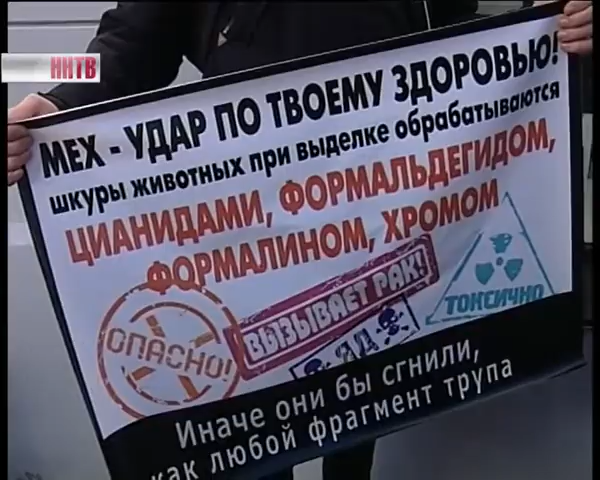 ННТВ
МЕХ - УДАР ПО ТВОЕМУ ЗДОРОВЬЮ!
шкуры животных при выделке обрабатываются
ЦИАНИДАМИ, ФОРМАЛЬДЕГИДОМ,
ФОРМАЛИНОМ, ХРОМОМ
ОПАСНО!
ВЫЗЫВАЕТ РАК!
ЯД
ТОКСИЧНО
Иначе они бы сгнили,
как любой фрагмент трупа